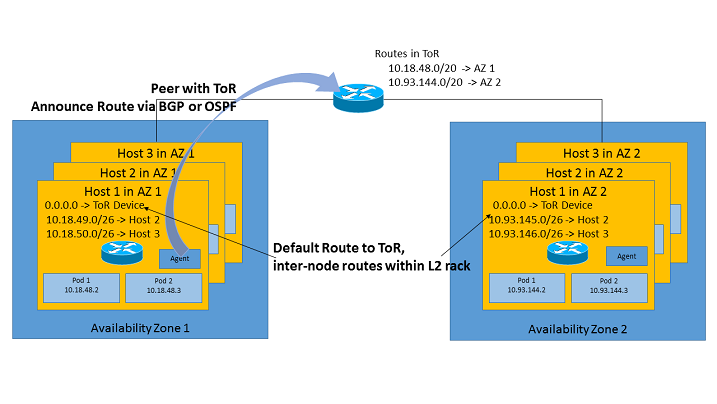 Routes in ToR
10.18.48.0/20 -> AZ 1
10.93.144.0/20 -> AZ 2
Peer with ToR
Announce Route via BGP or OSPF
Host 3 in AZ 1
Host 2 in AZ 1
Host 1 in AZ 1
0.0.0.0 -> ToR Device
10.18.49.0/26 -> Host 2
10.18.50.0/26 -> Host 3
Agent
Pod 1
10.18.48.2
Pod 2
10.18.48.3
Availability Zone 1
Default Route to ToR,
inter-node routes within L2 rack
Host 3 in AZ 2
Host 2 in AZ 2
Host 1 in AZ 2
0.0.0.0 -> ToR Device
10.93.145.0/26 -> Host 2
10.93.146.0/26 -> Host 3
Agent
Pod 1
10.93.144.2
Pod 2
10.93.144.3
Availability Zone 2